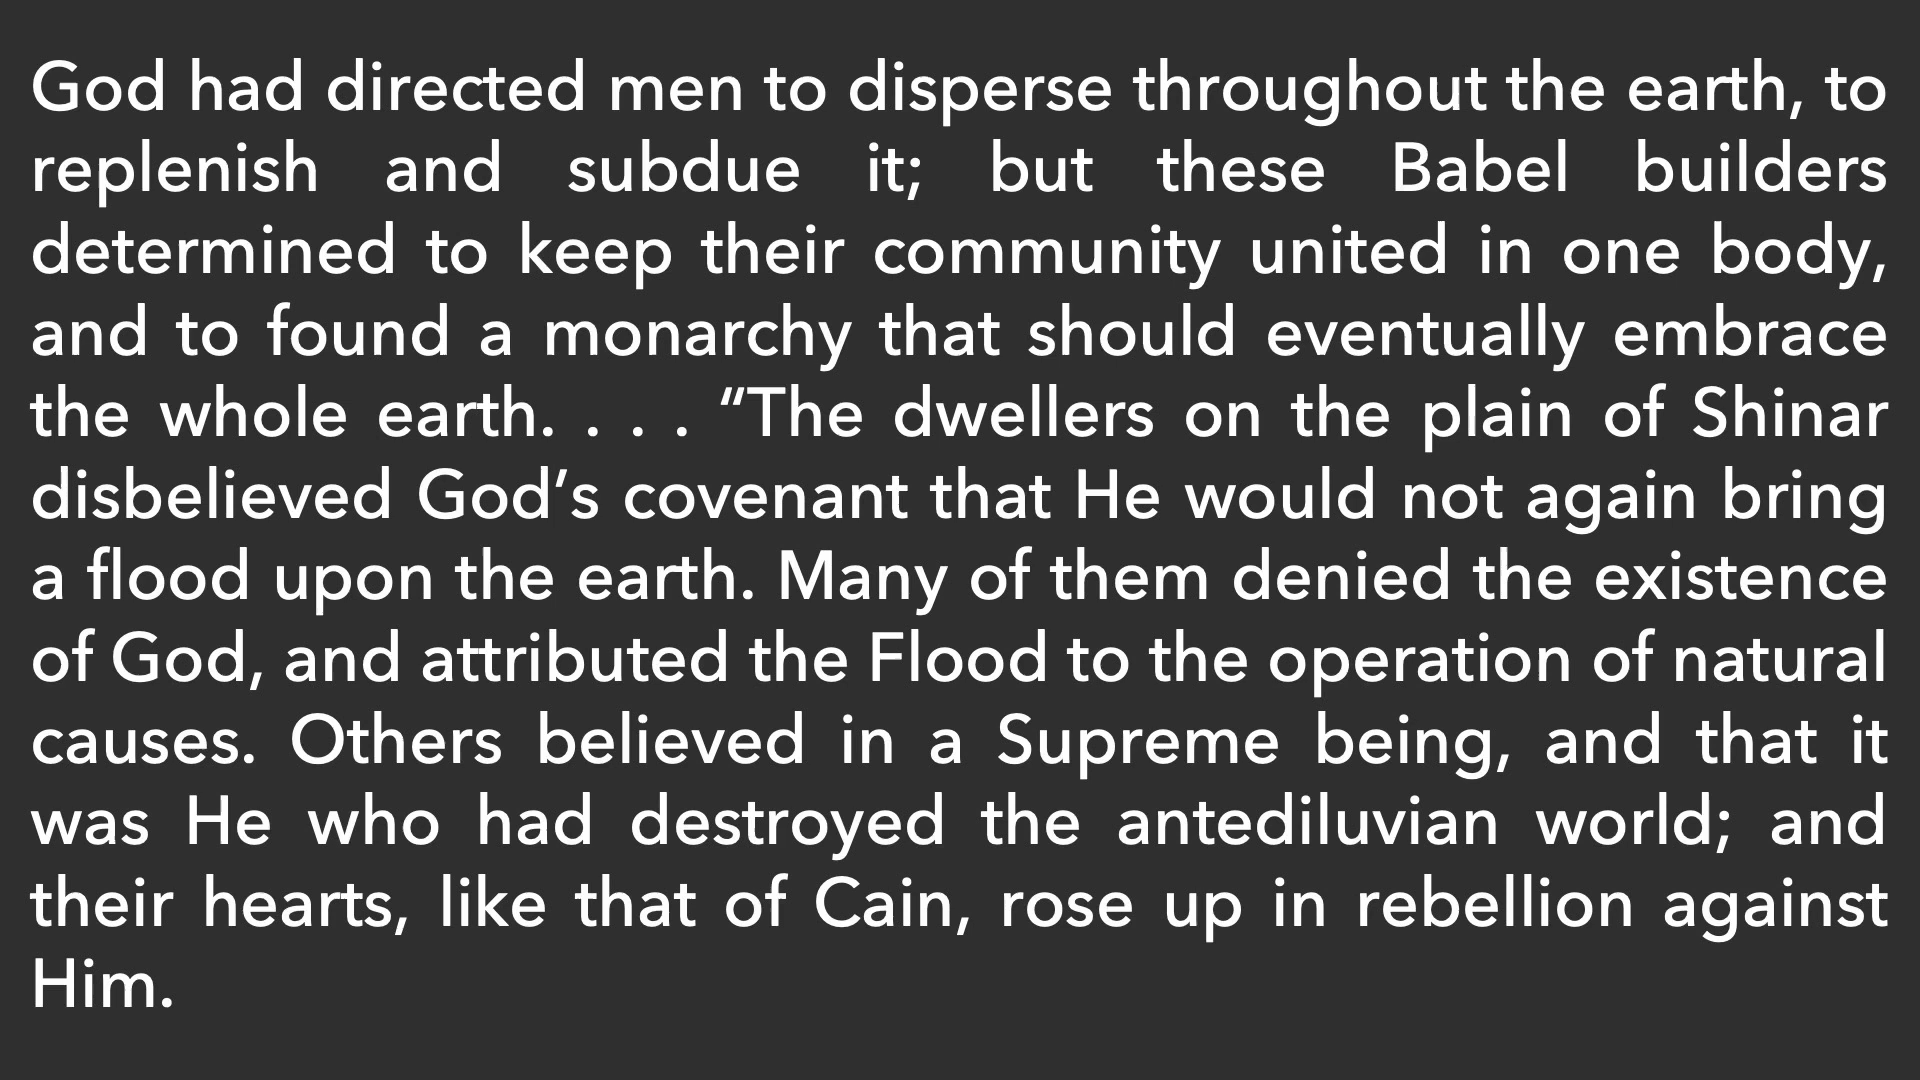 God had directed men to disperse throughout the earth, to
replenish and subdue it; but these Babel builders
determined to keep their community united in one body,
and to found a monarchy that should eventually embrace
the whole earth. . . . “The dwellers on the plain of Shinar
disbelieved God’s covenant that He would not again bring
a flood upon the earth. Many of them denied the existence
of God, and attributed the Flood to the operation of natural
causes. Others believed in a Supreme being, and that it
was He who had destroyed the antediluvian world; and
their hearts, like that of Cain, rose up in rebellion against
Him.